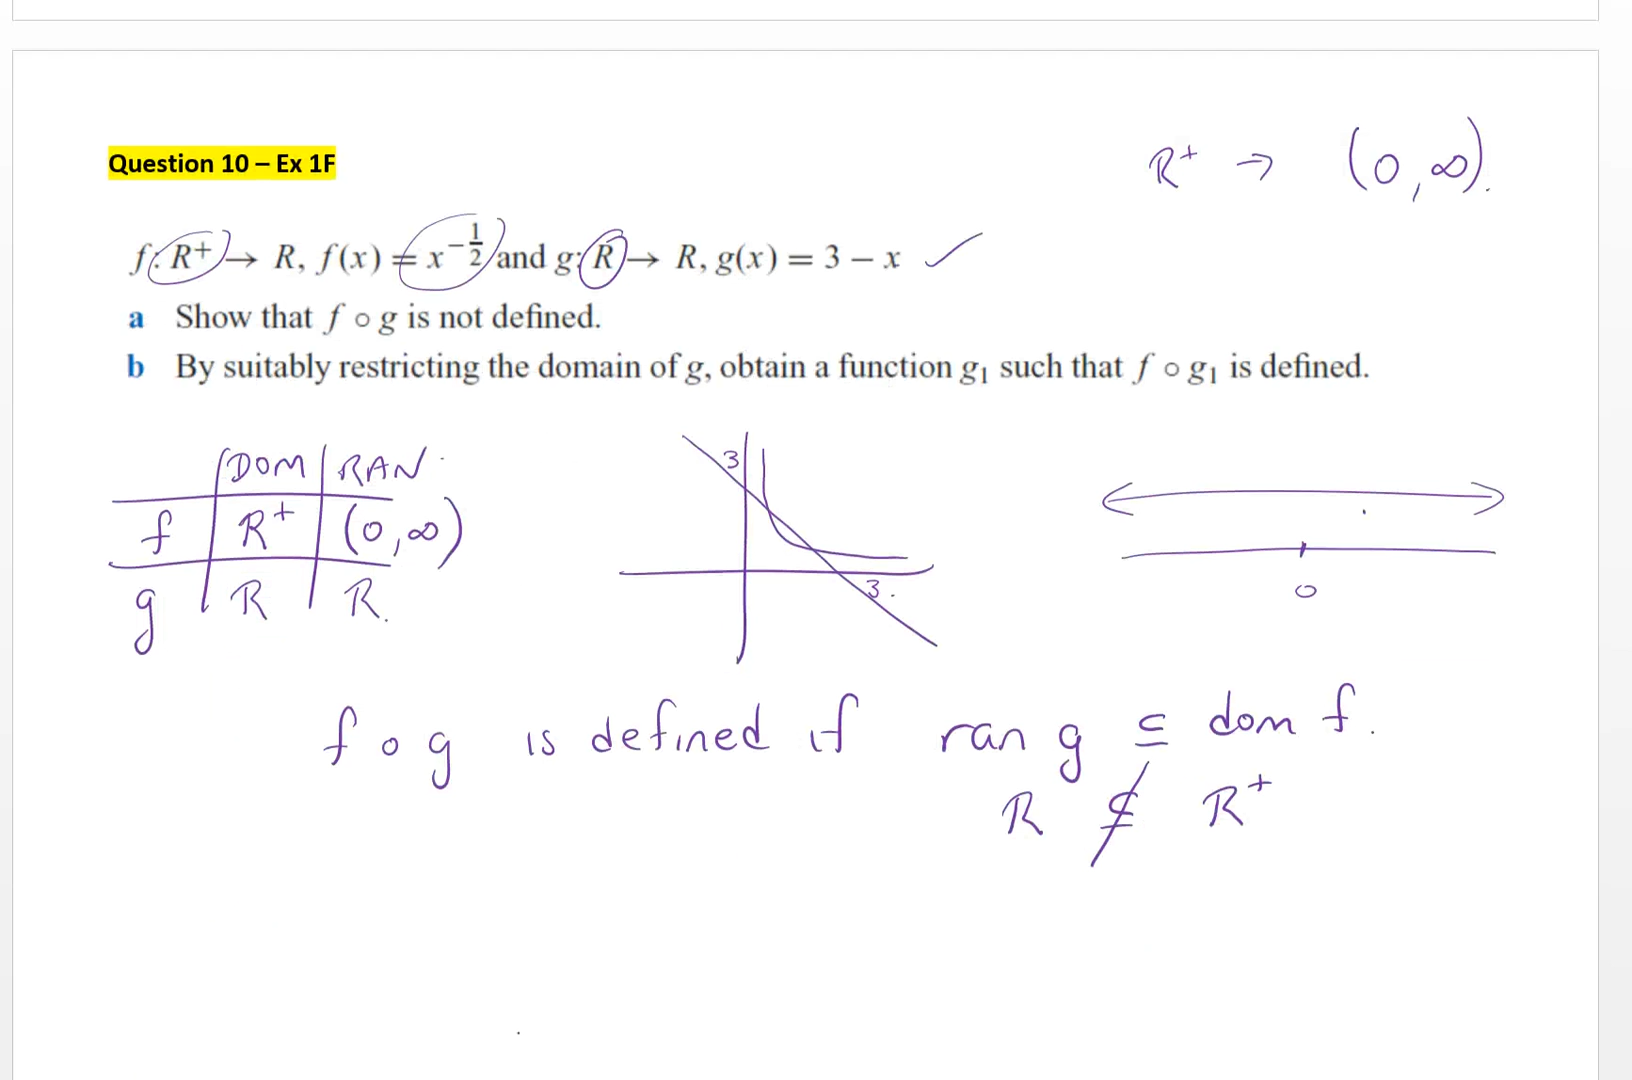 R⁺ → (0, ∞).
Question 10 – Ex 1F
f: R⁺ → R, f(x) = x^(−1/2) and g: R → R, g(x) = 3 − x ✓
a Show that f ∘ g is not defined.
b By suitably restricting the domain of g, obtain a function g₁ such that f ∘ g₁ is defined.
DOM RAN
f R⁺ (0, ∞)
g R R.
3
3
0
f ∘ g is defined if ran g ⊆ dom f.
R ⊈ R⁺